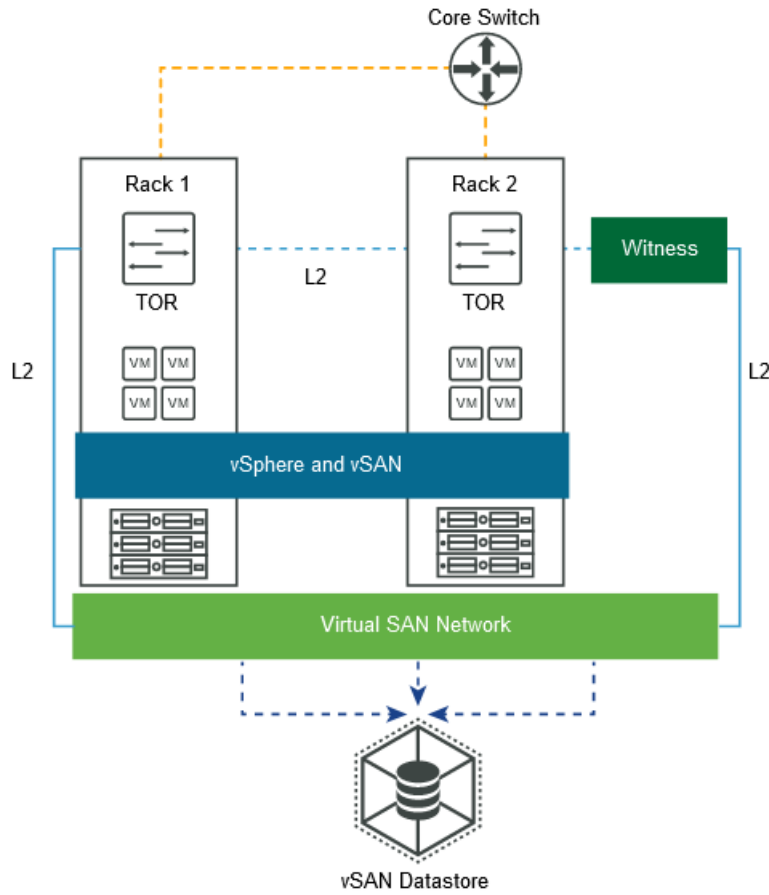 Core Switch
Rack 1
Rack 2
Witness
L2
TOR
TOR
L2
L2
VM VM
VM VM
VM VM
VM VM
vSphere and vSAN
Virtual SAN Network
vSAN Datastore